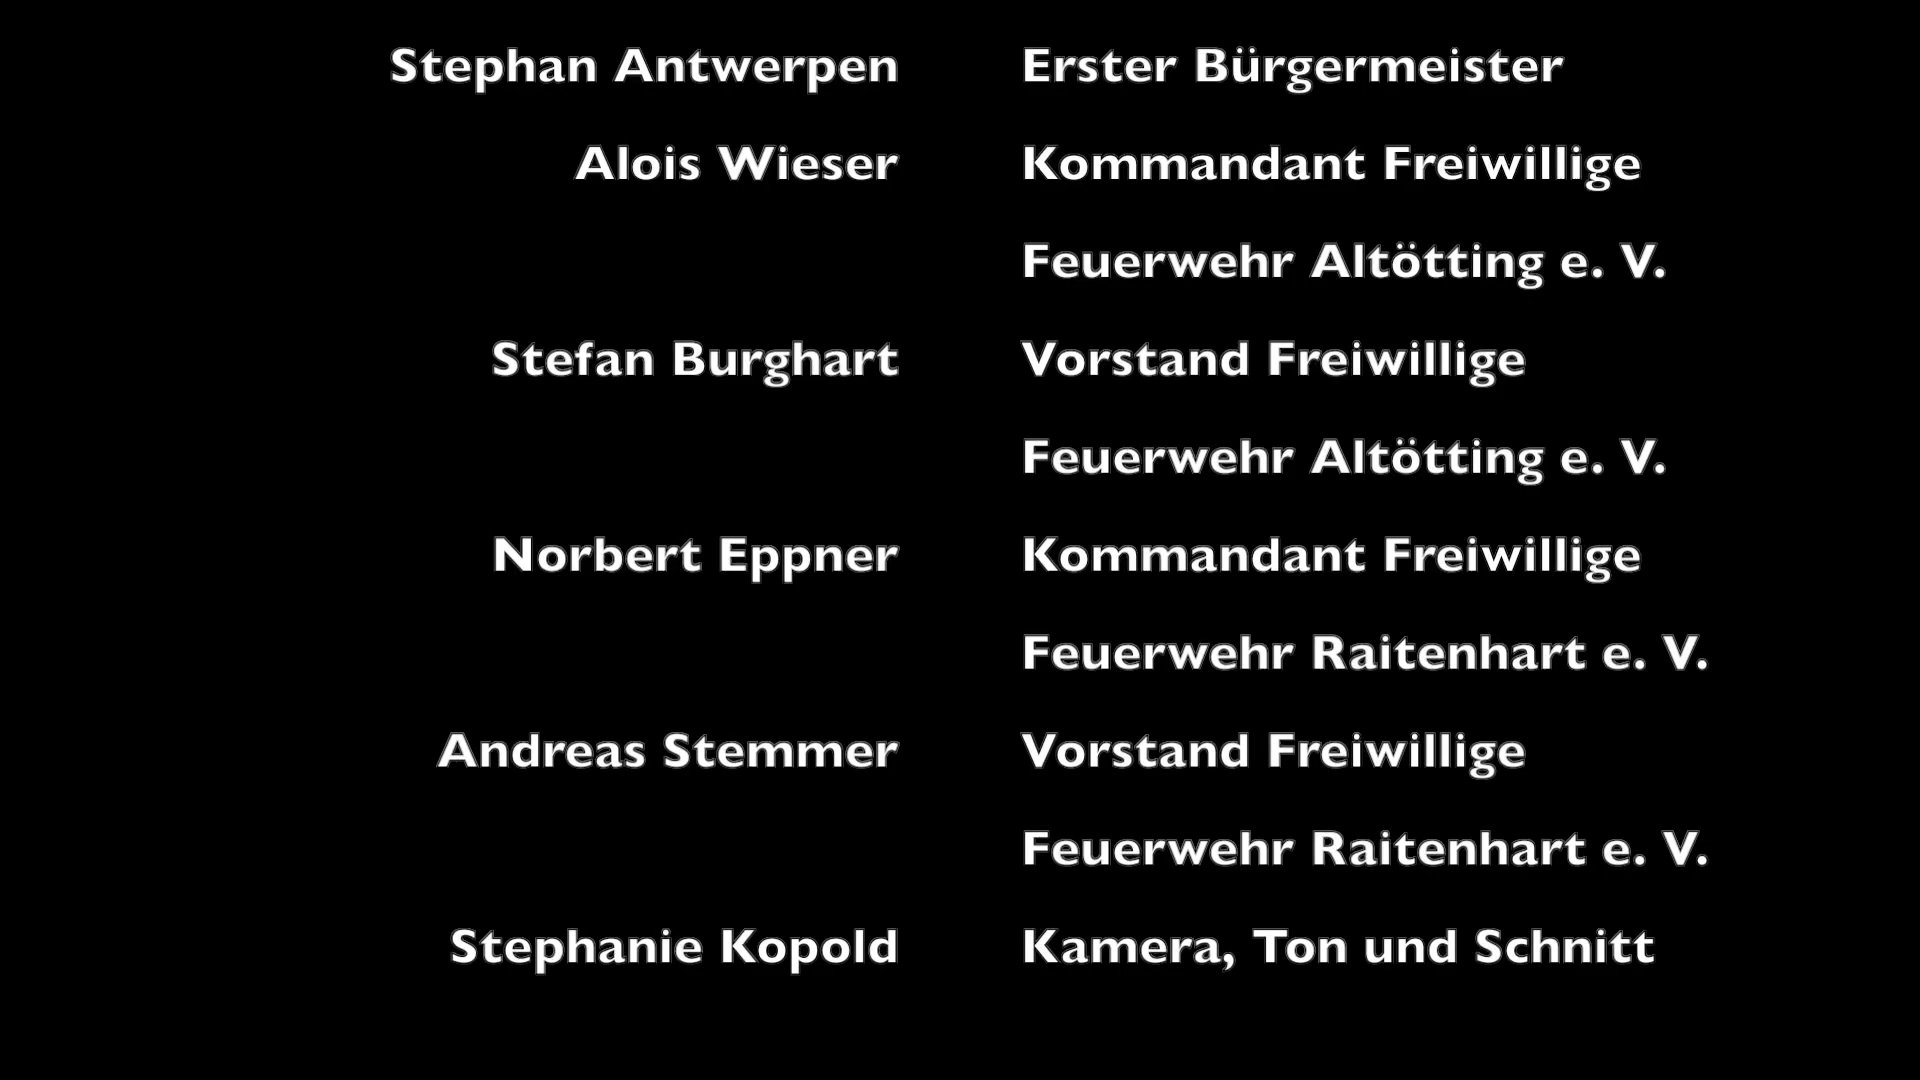 Stephan Antwerpen Erster Bürgermeister
Alois Wieser Kommandant Freiwillige
Feuerwehr Altötting e. V.
Stefan Burghart Vorstand Freiwillige
Feuerwehr Altötting e. V.
Norbert Eppner Kommandant Freiwillige
Feuerwehr Raitenhart e. V.
Andreas Stemmer Vorstand Freiwillige
Feuerwehr Raitenhart e. V.
Stephanie Kopold Kamera, Ton und Schnitt